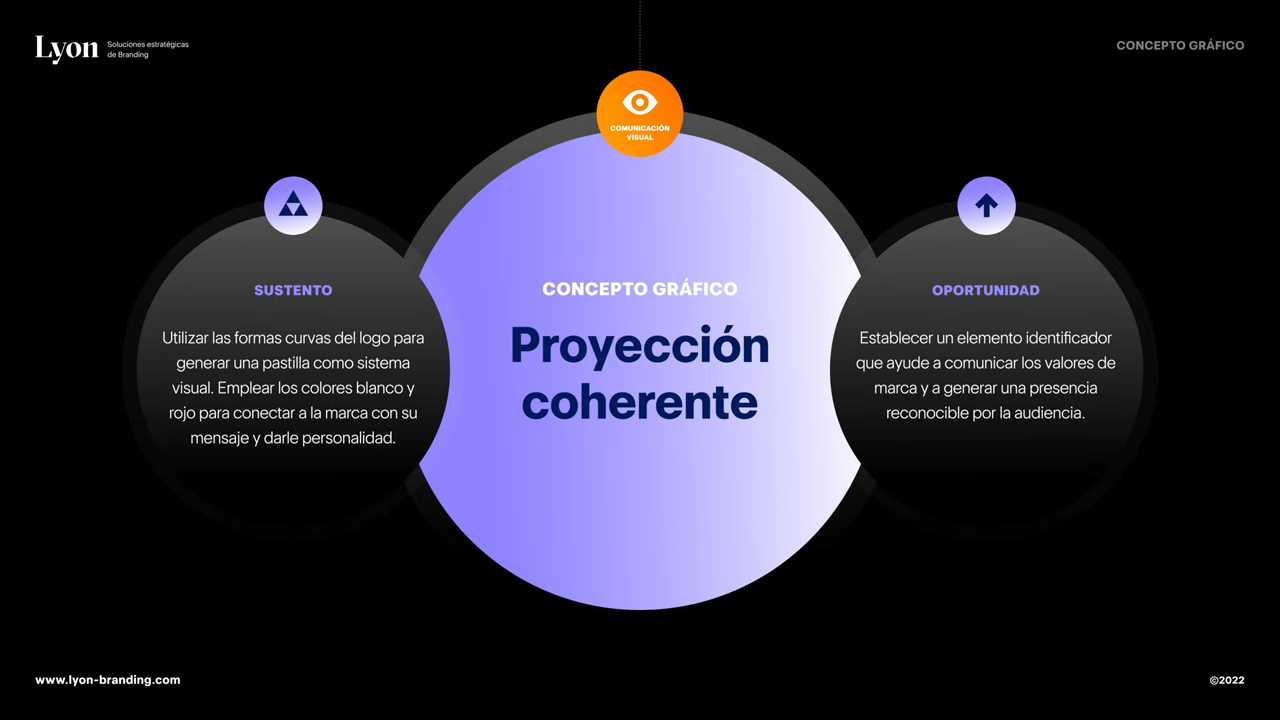 Lyon
Soluciones estratégicas
de Branding
CONCEPTO GRÁFICO
COMUNICACIÓN
VISUAL
SUSTENTO
Utilizar las formas curvas del logo para
generar una pastilla como sistema
visual. Emplear los colores blanco y
rojo para conectar a la marca con su
mensaje y darle personalidad.
CONCEPTO GRÁFICO
Proyección
coherente
OPORTUNIDAD
Establecer un elemento identificador
que ayude a comunicar los valores de
marca y a generar una presencia
reconocible por la audiencia.
www.lyon-branding.com
©2022